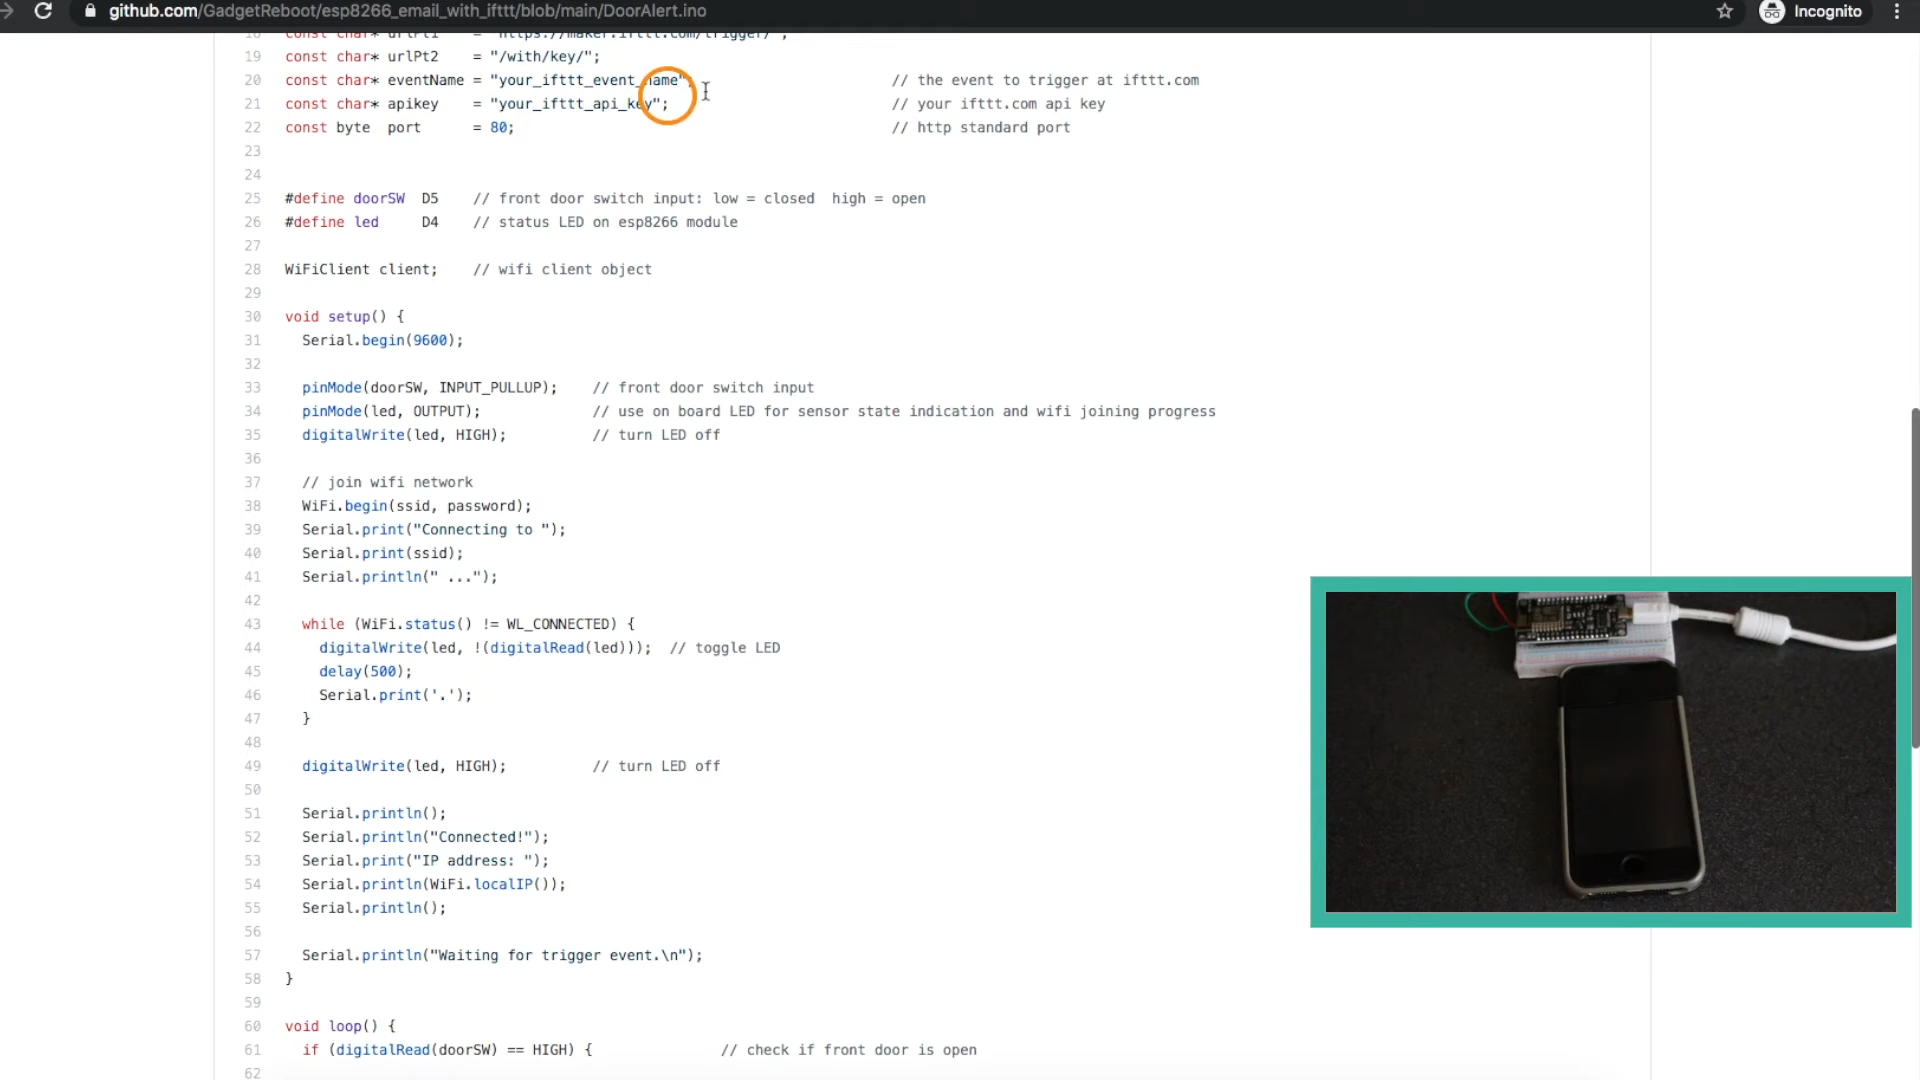 github.com/GadgetReboot/esp8266_email_with_ifttt/blob/main/DoorAlert.ino
Incognito
18 const char* urlPt1 = "https://maker.ifttt.com/trigger/";
19 const char* urlPt2 = "/with/key/";
20 const char* eventName = "your_ifttt_event_name"; // the event to trigger at ifttt.com
21 const char* apikey = "your_ifttt_api_key"; // your ifttt.com api key
22 const byte port = 80; // http standard port
23
24
25 #define doorSW D5 // front door switch input: low = closed high = open
26 #define led D4 // status LED on esp8266 module
27
28 WiFiClient client; // wifi client object
29
30 void setup() {
31 Serial.begin(9600);
32
33 pinMode(doorSW, INPUT_PULLUP); // front door switch input
34 pinMode(led, OUTPUT); // use on board LED for sensor state indication and wifi joining progress
35 digitalWrite(led, HIGH); // turn LED off
36
37 // join wifi network
38 WiFi.begin(ssid, password);
39 Serial.print("Connecting to ");
40 Serial.print(ssid);
41 Serial.println(" ...");
42
43 while (WiFi.status() != WL_CONNECTED) {
44 digitalWrite(led, !(digitalRead(led))); // toggle LED
45 delay(500);
46 Serial.print('.');
47 }
48
49 digitalWrite(led, HIGH); // turn LED off
50
51 Serial.println();
52 Serial.println("Connected!");
53 Serial.print("IP address: ");
54 Serial.println(WiFi.localIP());
55 Serial.println();
56
57 Serial.println("Waiting for trigger event.\n");
58 }
59
60 void loop() {
61 if (digitalRead(doorSW) == HIGH) { // check if front door is open
62